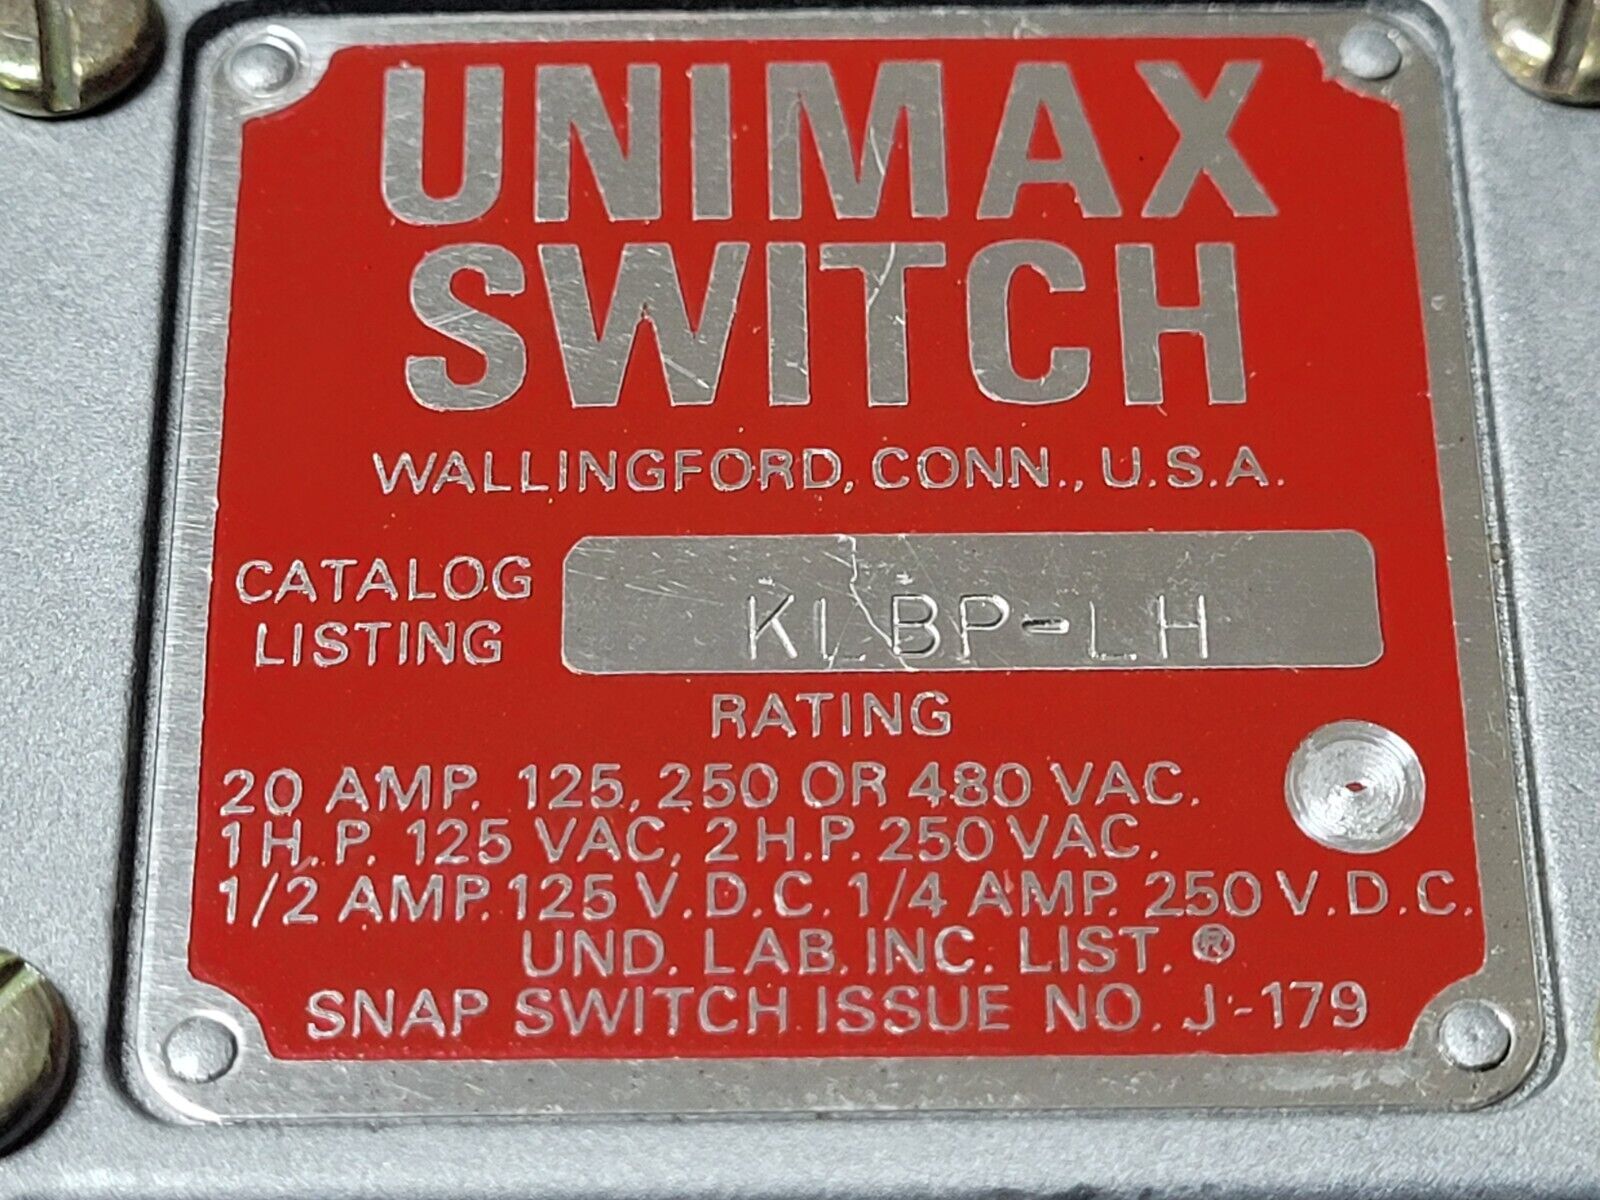 UNIMAX
SWITCH
WALLINGFORD, CONN., U.S.A.
CATALOG
LISTING
KLBP-LH
RATING
20 AMP. 125, 250 OR 480 VAC.
1 H.P. 125 VAC, 2 H.P. 250 VAC.
1/2 AMP. 125 V.D.C. 1/4 AMP. 250 V.D.C.
UND. LAB. INC. LIST. ®
SNAP SWITCH ISSUE NO. J-179